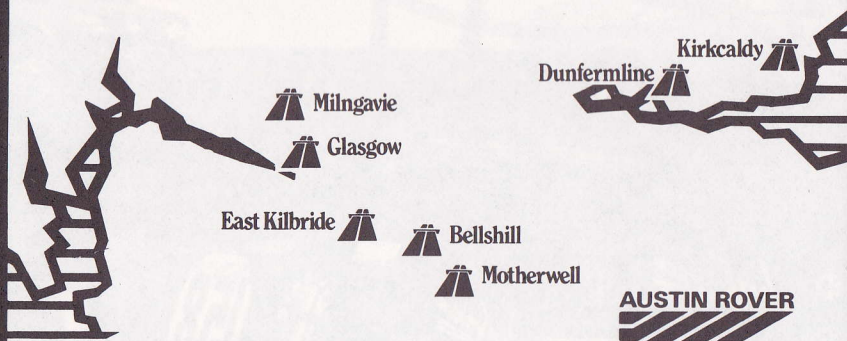 Kirkcaldy
Dunfermline
Milngavie
Glasgow
East Kilbride
Bellshill
Motherwell
AUSTIN ROVER